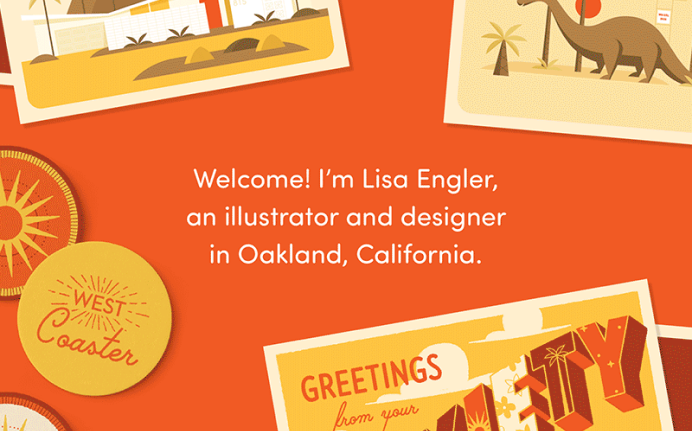 Welcome! I'm Lisa Engler,
an illustrator and designer
in Oakland, California.
WEST
Coaster
GREETINGS
from your